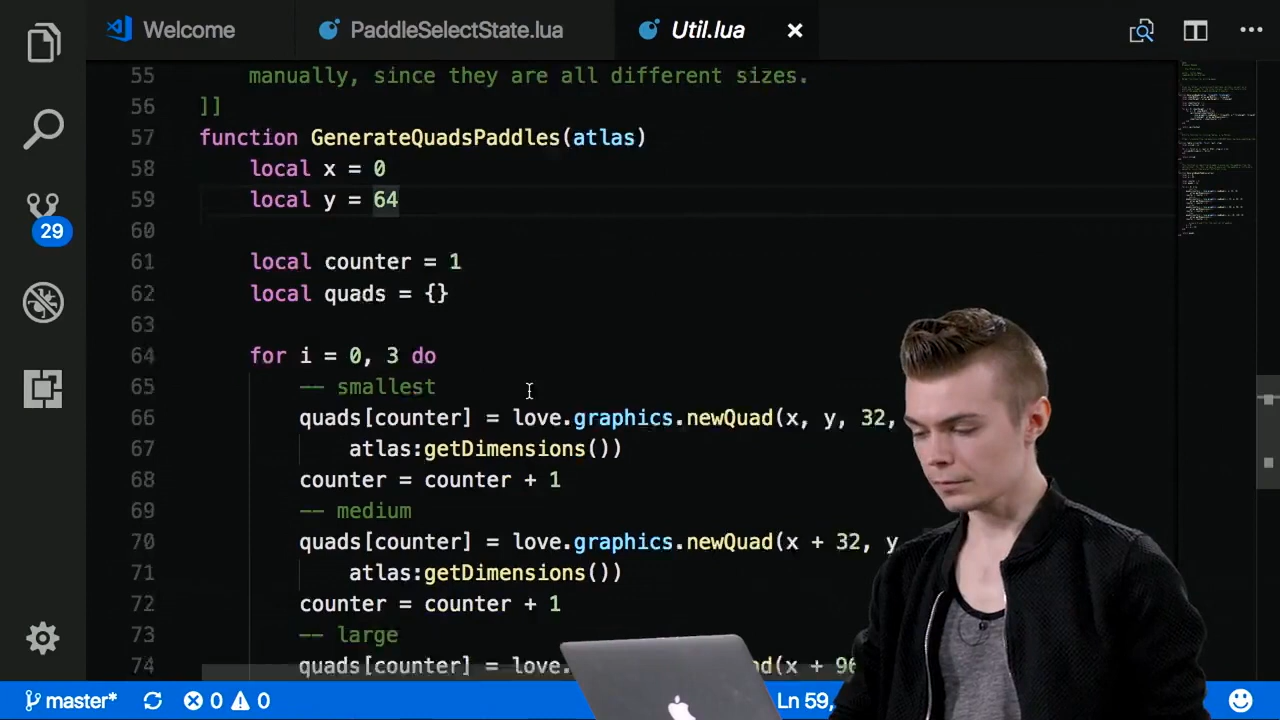 Welcome
PaddleSelectState.lua
Util.lua
55 manually, since they are all different sizes.
56 ]]
57 function GenerateQuadsPaddles(atlas)
58 local x = 0
59 local y = 64
60
61 local counter = 1
62 local quads = {}
63
64 for i = 0, 3 do
65 -- smallest
66 quads[counter] = love.graphics.newQuad(x, y, 32,
67 atlas:getDimensions())
68 counter = counter + 1
69 -- medium
70 quads[counter] = love.graphics.newQuad(x + 32, y
71 atlas:getDimensions())
72 counter = counter + 1
73 -- large
74 quads[counter] = love. ad(x + 96
29
master*
0
0
Ln 59,